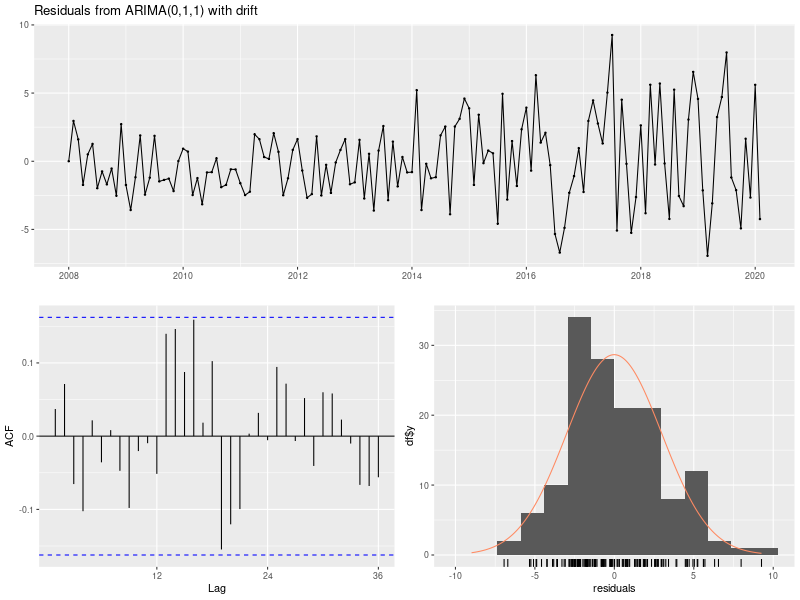 Residuals from ARIMA(0,1,1) with drift
10
5
0
-5
2008 2010 2012 2014 2016 2018 2020
ACF
0.1
0.0
-0.1
12 24 36
Lag
df$y
30
20
10
0
-10 -5 0 5 10
residuals